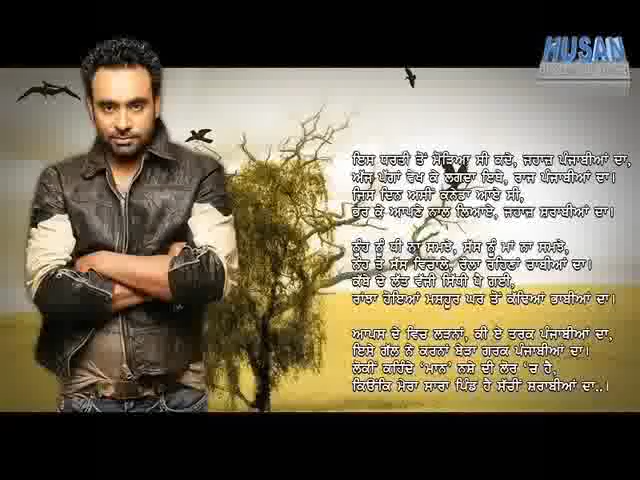 HUSAN
ਇਸ ਧਰਤੀ ਤੋਂ ਮੋੜਿਆ ਸੀ ਕਦੇ, ਜਹਾਜ਼ ਪੰਜਾਬੀਆਂ ਦਾ,
ਅੱਜ ਪੱਗਾਂ ਵੇਖ ਕੇ ਲਗਦਾ ਇਥੇ, ਰਾਜ ਪੰਜਾਬੀਆਂ ਦਾ।
ਜਿਸ ਦਿਨ ਅਸੀਂ ਕਨੇਡਾ ਆਏ ਸੀ,
ਭਰ ਕੇ ਆਪਣੇ ਨਾਲ ਲਿਆਏ, ਜਹਾਜ਼ ਸ਼ਰਾਬੀਆਂ ਦਾ।
ਨੂੰਹ ਨੂੰ ਧੀ ਨਾ ਸਮਝੇ, ਸੱਸ ਨੂੰ ਮਾਂ ਨਾ ਸਮਝੇ,
ਨੂੰਹ ਤੇ ਸੱਸ ਵਿਚਾਲੇ, ਰੌਲਾ ਰਹਿਣਾ ਚਾਬੀਆਂ ਦਾ।
ਕੱਬੇ ਦੇ ਲੱਤ ਵੱਜੀ ਸਿੱਧੀ ਪੈ ਗਈ,
ਰਾਂਝਾ ਹੋਇਆਂ ਮਸ਼ਹੂਰ ਘਰ ਤੋਂ ਕੱਢਿਆਂ ਭਾਬੀਆਂ ਦਾ।
ਆਪਸ ਦੇ ਵਿਚ ਲੜਨਾਂ, ਕੀ ਏ ਤਰਕ ਪੰਜਾਬੀਆਂ ਦਾ,
ਇਸੇ ਗੱਲ ਨੇ ਕਰਨਾਂ ਬੇੜਾ ਗਰਕ ਪੰਜਾਬੀਆਂ ਦਾ।
ਲੋਕੀਂ ਕਹਿੰਦੇ 'ਮਾਨ' ਨਸ਼ੇ ਦੀ ਲੋਰ 'ਚ ਹੈ,
ਕਿਉਂਕਿ ਮੇਰਾ ਸਾਰਾ ਪਿੰਡ ਹੈ ਸੱਚੀਂ ਸ਼ਰਾਬੀਆਂ ਦਾ..।